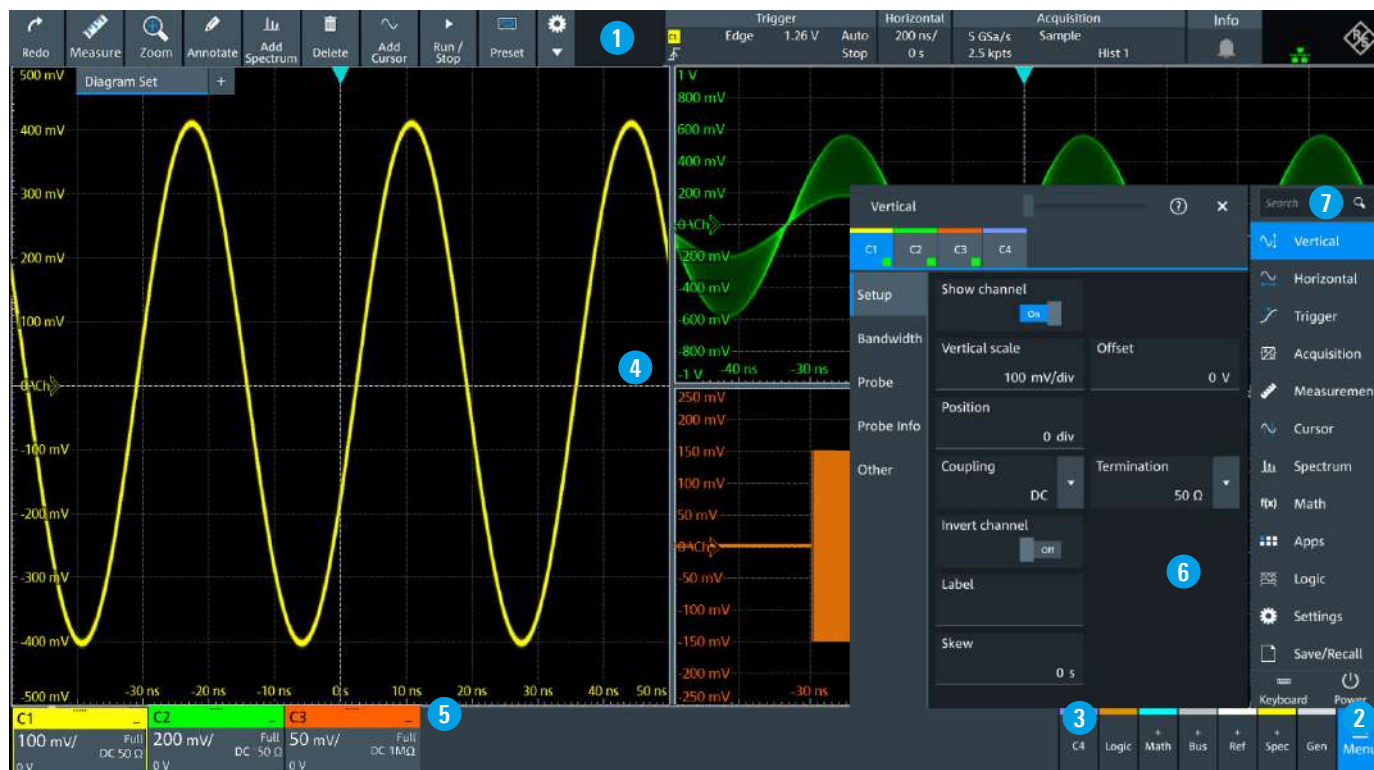 Redo Measure Zoom Annotate Add Spectrum Delete Add Cursor Run / Stop Preset
1
Trigger Horizontal Acquisition Info
C1 Edge 1.26 V Auto 200 ns/ 5 GSa/s Sample
Stop 0 s 2.5 kpts Hist 1
R&S
Diagram Set +
500 mV
400 mV
300 mV
200 mV
100 mV
0 V
Ch
-100 mV
-200 mV
-300 mV
-400 mV
-500 mV
-30 ns -20 ns -10 ns 0 s 10 ns 20 ns 30 ns 40 ns 50 ns
4
1 V
800 mV
600 mV
400 mV
200 mV
0 V
Ch
-200 mV
-400 mV
-600 mV
-800 mV
-1 V -40 ns -30 ns
250 mV
200 mV
150 mV
100 mV
50 mV
0 V
Ch
-50 mV
-100 mV
-150 mV
-200 mV
-250 mV -30 ns
Vertical ? ×
C1 C2 C3 C4
Setup
Bandwidth
Probe
Probe Info
Other
Show channel
On
Vertical scale Offset
100 mV/div 0 V
Position
0 div
Coupling Termination
DC 50 Ω
Invert channel
Off
Label
Skew
0 s
6
Search 7
Vertical
Horizontal
Trigger
Acquisition
Measuremen
Cursor
Spectrum
f(x) Math
Apps
Logic
Settings
Save/Recall
Keyboard Power
C1 C2 C3
5
100 mV/ Full 200 mV/ Full 50 mV/ Full
DC 50 Ω DC 50 Ω DC 1MΩ
0 V 0 V 0 V
3 2
+ + + +
C4 Logic Math Bus Ref Spec Gen Menu